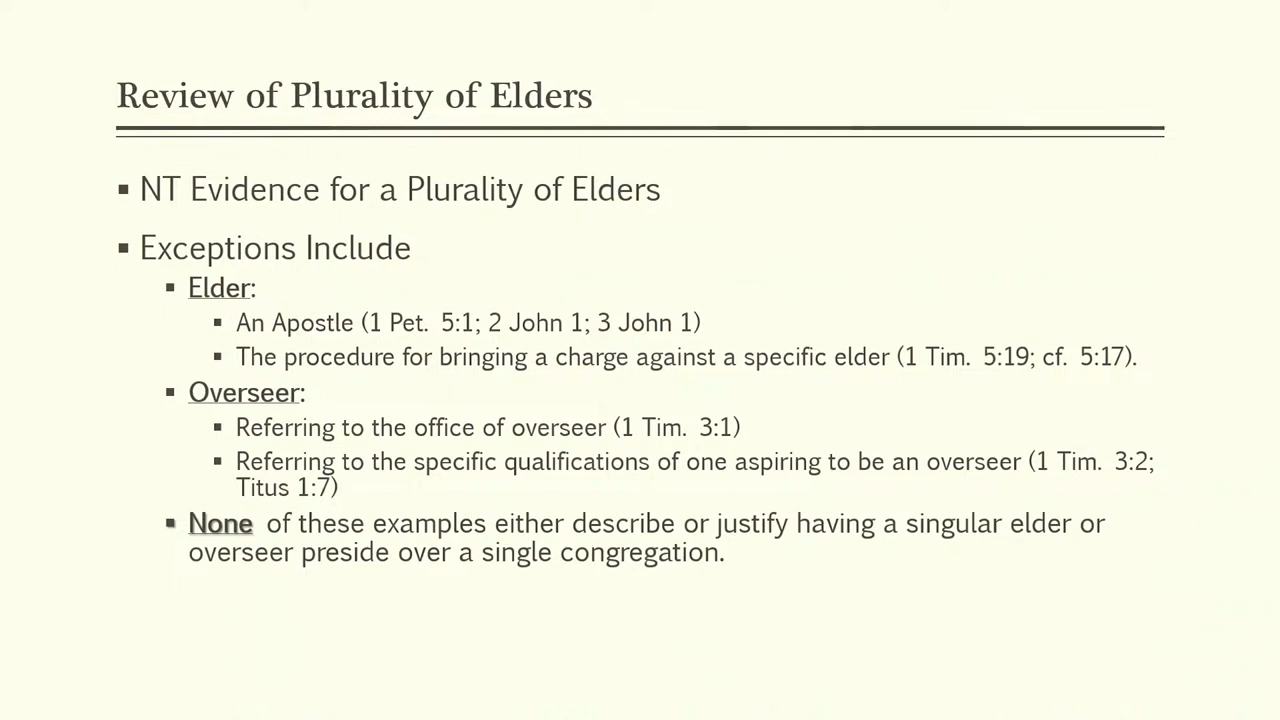 Review of Plurality of Elders
▪ NT Evidence for a Plurality of Elders
▪ Exceptions Include
▪ Elder:
▪ An Apostle (1 Pet. 5:1; 2 John 1; 3 John 1)
▪ The procedure for bringing a charge against a specific elder (1 Tim. 5:19; cf. 5:17).
▪ Overseer:
▪ Referring to the office of overseer (1 Tim. 3:1)
▪ Referring to the specific qualifications of one aspiring to be an overseer (1 Tim. 3:2;
Titus 1:7)
▪ None of these examples either describe or justify having a singular elder or
overseer preside over a single congregation.